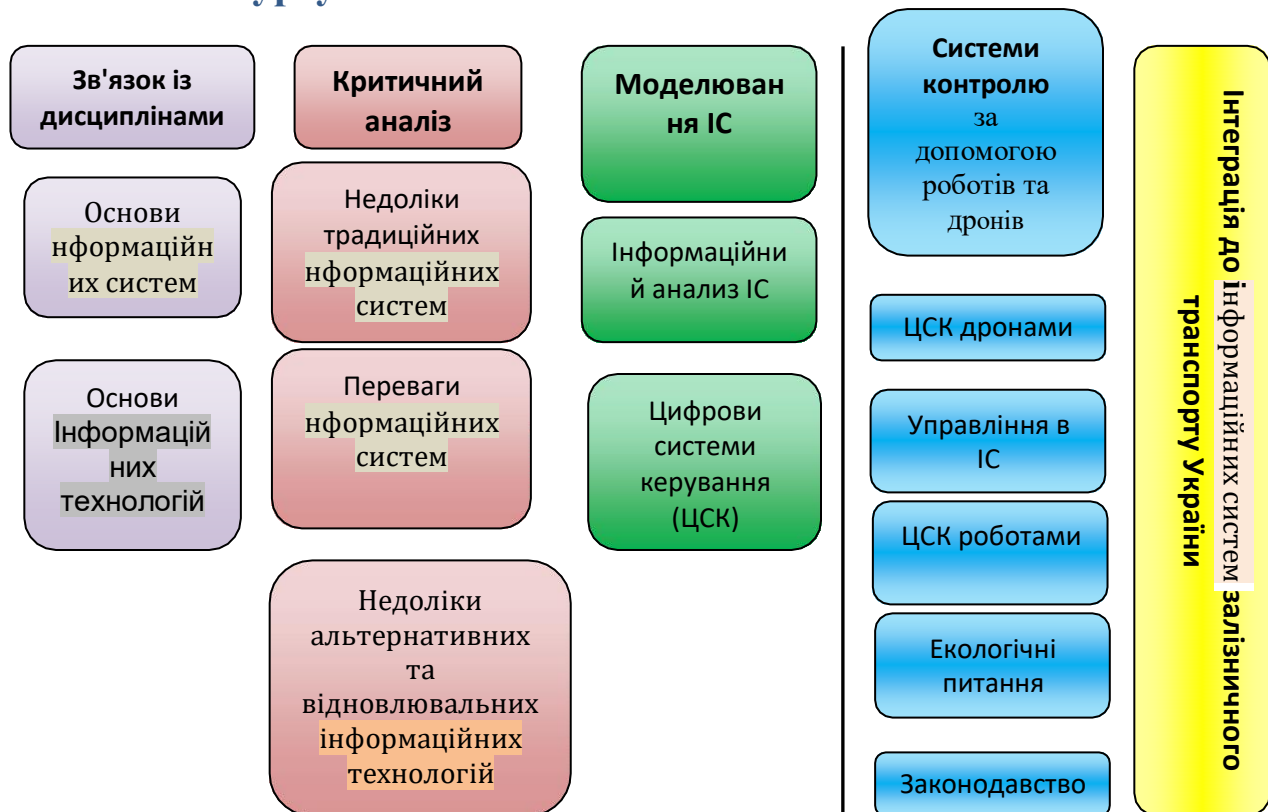 Зв'язок із
дисциплінами
Основи
нформаційн
их систем
Основи
Інформацій
них
технологій
Критичний
аналіз
Недоліки
традиційних
нформаційних
систем
Переваги
нформаційних
систем
Недоліки
альтернативних
та
відновлювальних
інформаційних
технологій
Моделюван
ня ІС
Інформаційни
й анализ ІС
Цифрови
системи
керування
(ЦСК)
Системи
контролю
за
допомогою
роботів та
дронів
ЦСК дронами
Управління в
ІС
ЦСК роботами
Екологічні
питання
Законодавство
Інтеграція до інформаційних систем залізничного
транспорту України